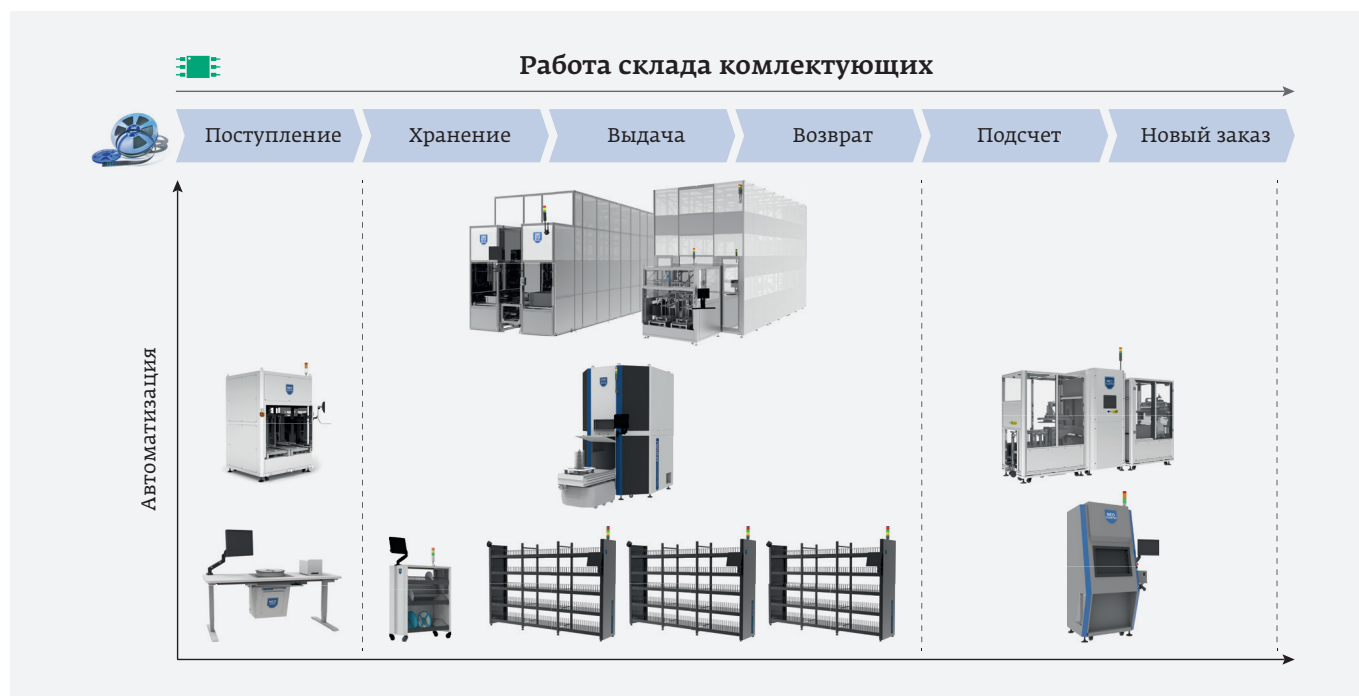 Работа склада комлектующих
Поступление
Хранение
Выдача
Возврат
Подсчет
Новый заказ
Автоматизация